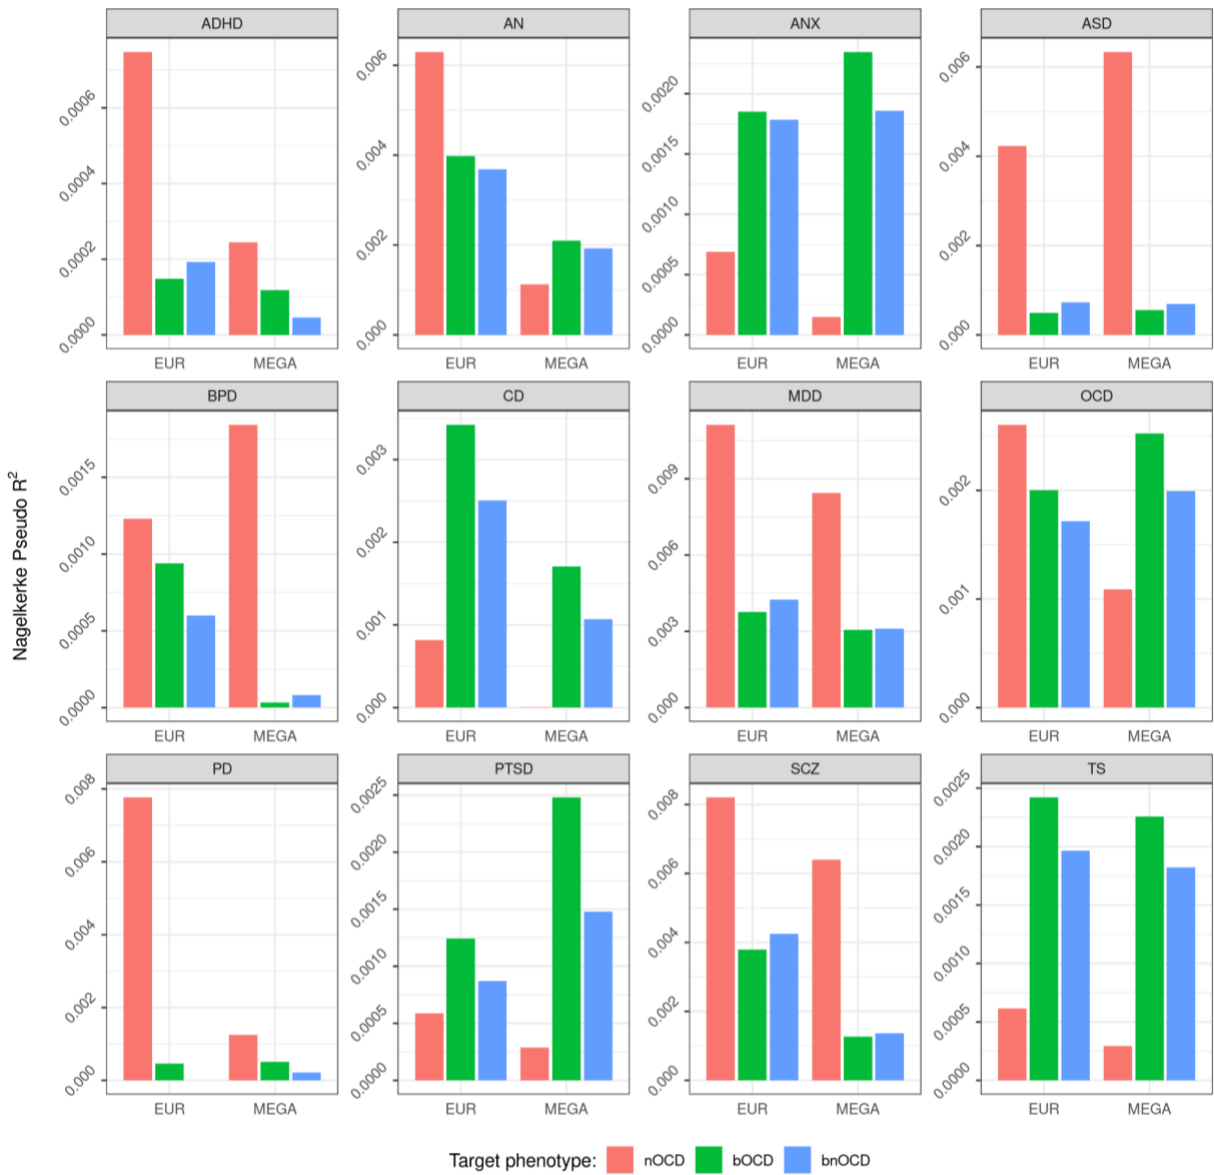 ADHD
AN
ANX
ASD
0.0006
0.0004
0.0002
0.0000
0.006
0.004
0.002
0.000
0.0020
0.0015
0.0010
0.0005
0.0000
0.006
0.004
0.002
0.000
EUR MEGA
EUR MEGA
EUR MEGA
EUR MEGA
Nagelkerke Pseudo R²
BPD
CD
MDD
OCD
0.0015
0.0010
0.0005
0.0000
0.003
0.002
0.001
0.000
0.009
0.006
0.003
0.000
0.002
0.001
0.000
EUR MEGA
EUR MEGA
EUR MEGA
EUR MEGA
PD
PTSD
SCZ
TS
0.008
0.006
0.004
0.002
0.000
0.0025
0.0020
0.0015
0.0010
0.0005
0.0000
0.008
0.006
0.004
0.002
0.000
0.0025
0.0020
0.0015
0.0010
0.0005
0.0000
EUR MEGA
EUR MEGA
EUR MEGA
EUR MEGA
Target phenotype: nOCD bOCD bnOCD